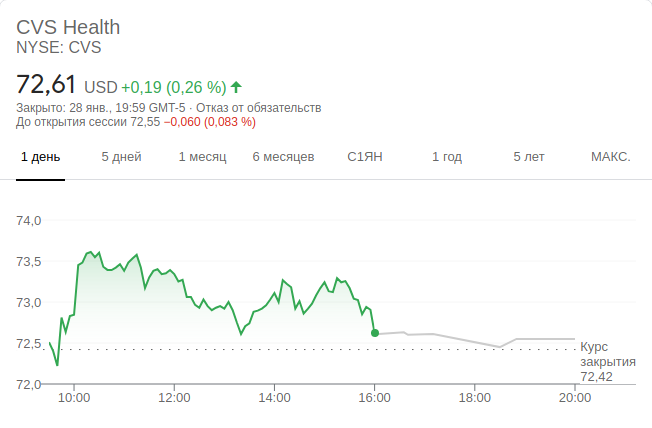 CVS Health
NYSE: CVS
72,61 USD +0,19 (0,26 %)
Закрыто: 28 янв., 19:59 GMT-5 · Отказ от обязательств
До открытия сессии 72,55 −0,060 (0,083 %)
1 день 5 дней 1 месяц 6 месяцев С1ЯН 1 год 5 лет МАКС.
74,0
73,5
73,0
72,5
Курс
закрытия
72,42
72,0
10:00 12:00 14:00 16:00 18:00 20:00